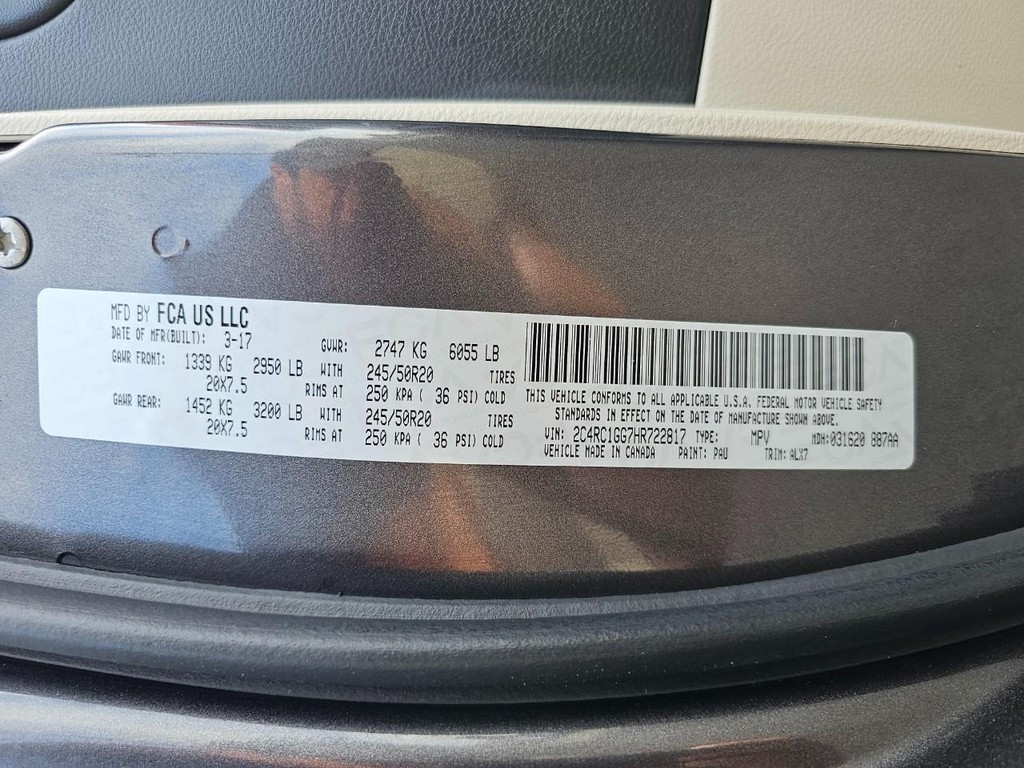 MFD BY FCA US LLC
DATE OF MFR(BUILT): 3-17 GVWR: 2747 KG 6055 LB
GAWR FRONT: 1339 KG 2950 LB WITH 245/50R20 TIRES
20X7.5 RIMS AT 250 KPA ( 36 PSI) COLD
GAWR REAR: 1452 KG 3200 LB WITH 245/50R20 TIRES
20X7.5 RIMS AT 250 KPA ( 36 PSI) COLD
THIS VEHICLE CONFORMS TO ALL APPLICABLE U.S.A. FEDERAL MOTOR VEHICLE SAFETY
STANDARDS IN EFFECT ON THE DATE OF MANUFACTURE SHOWN ABOVE.
VIN: 2C4RC1GG7HR722817 TYPE: MPV MDH:031620 887AA
VEHICLE MADE IN CANADA PAINT: PAU TRIM: ALX7